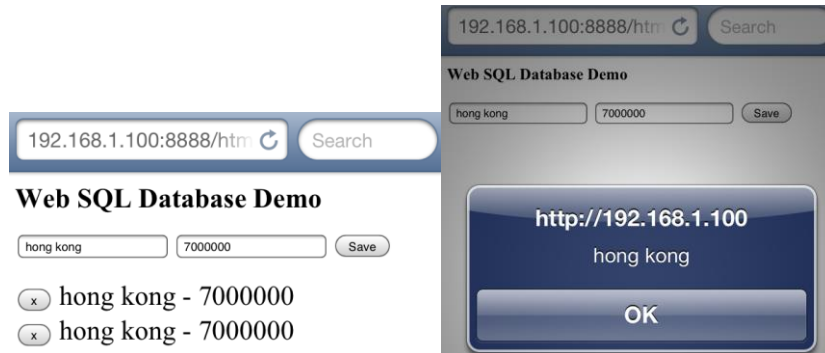 192.168.1.100:8888/htm
Search
Web SQL Database Demo
hong kong
7000000
Save
x hong kong - 7000000
x hong kong - 7000000
192.168.1.100:8888/htm
Search
Web SQL Database Demo
hong kong
7000000
Save
http://192.168.1.100
hong kong
OK